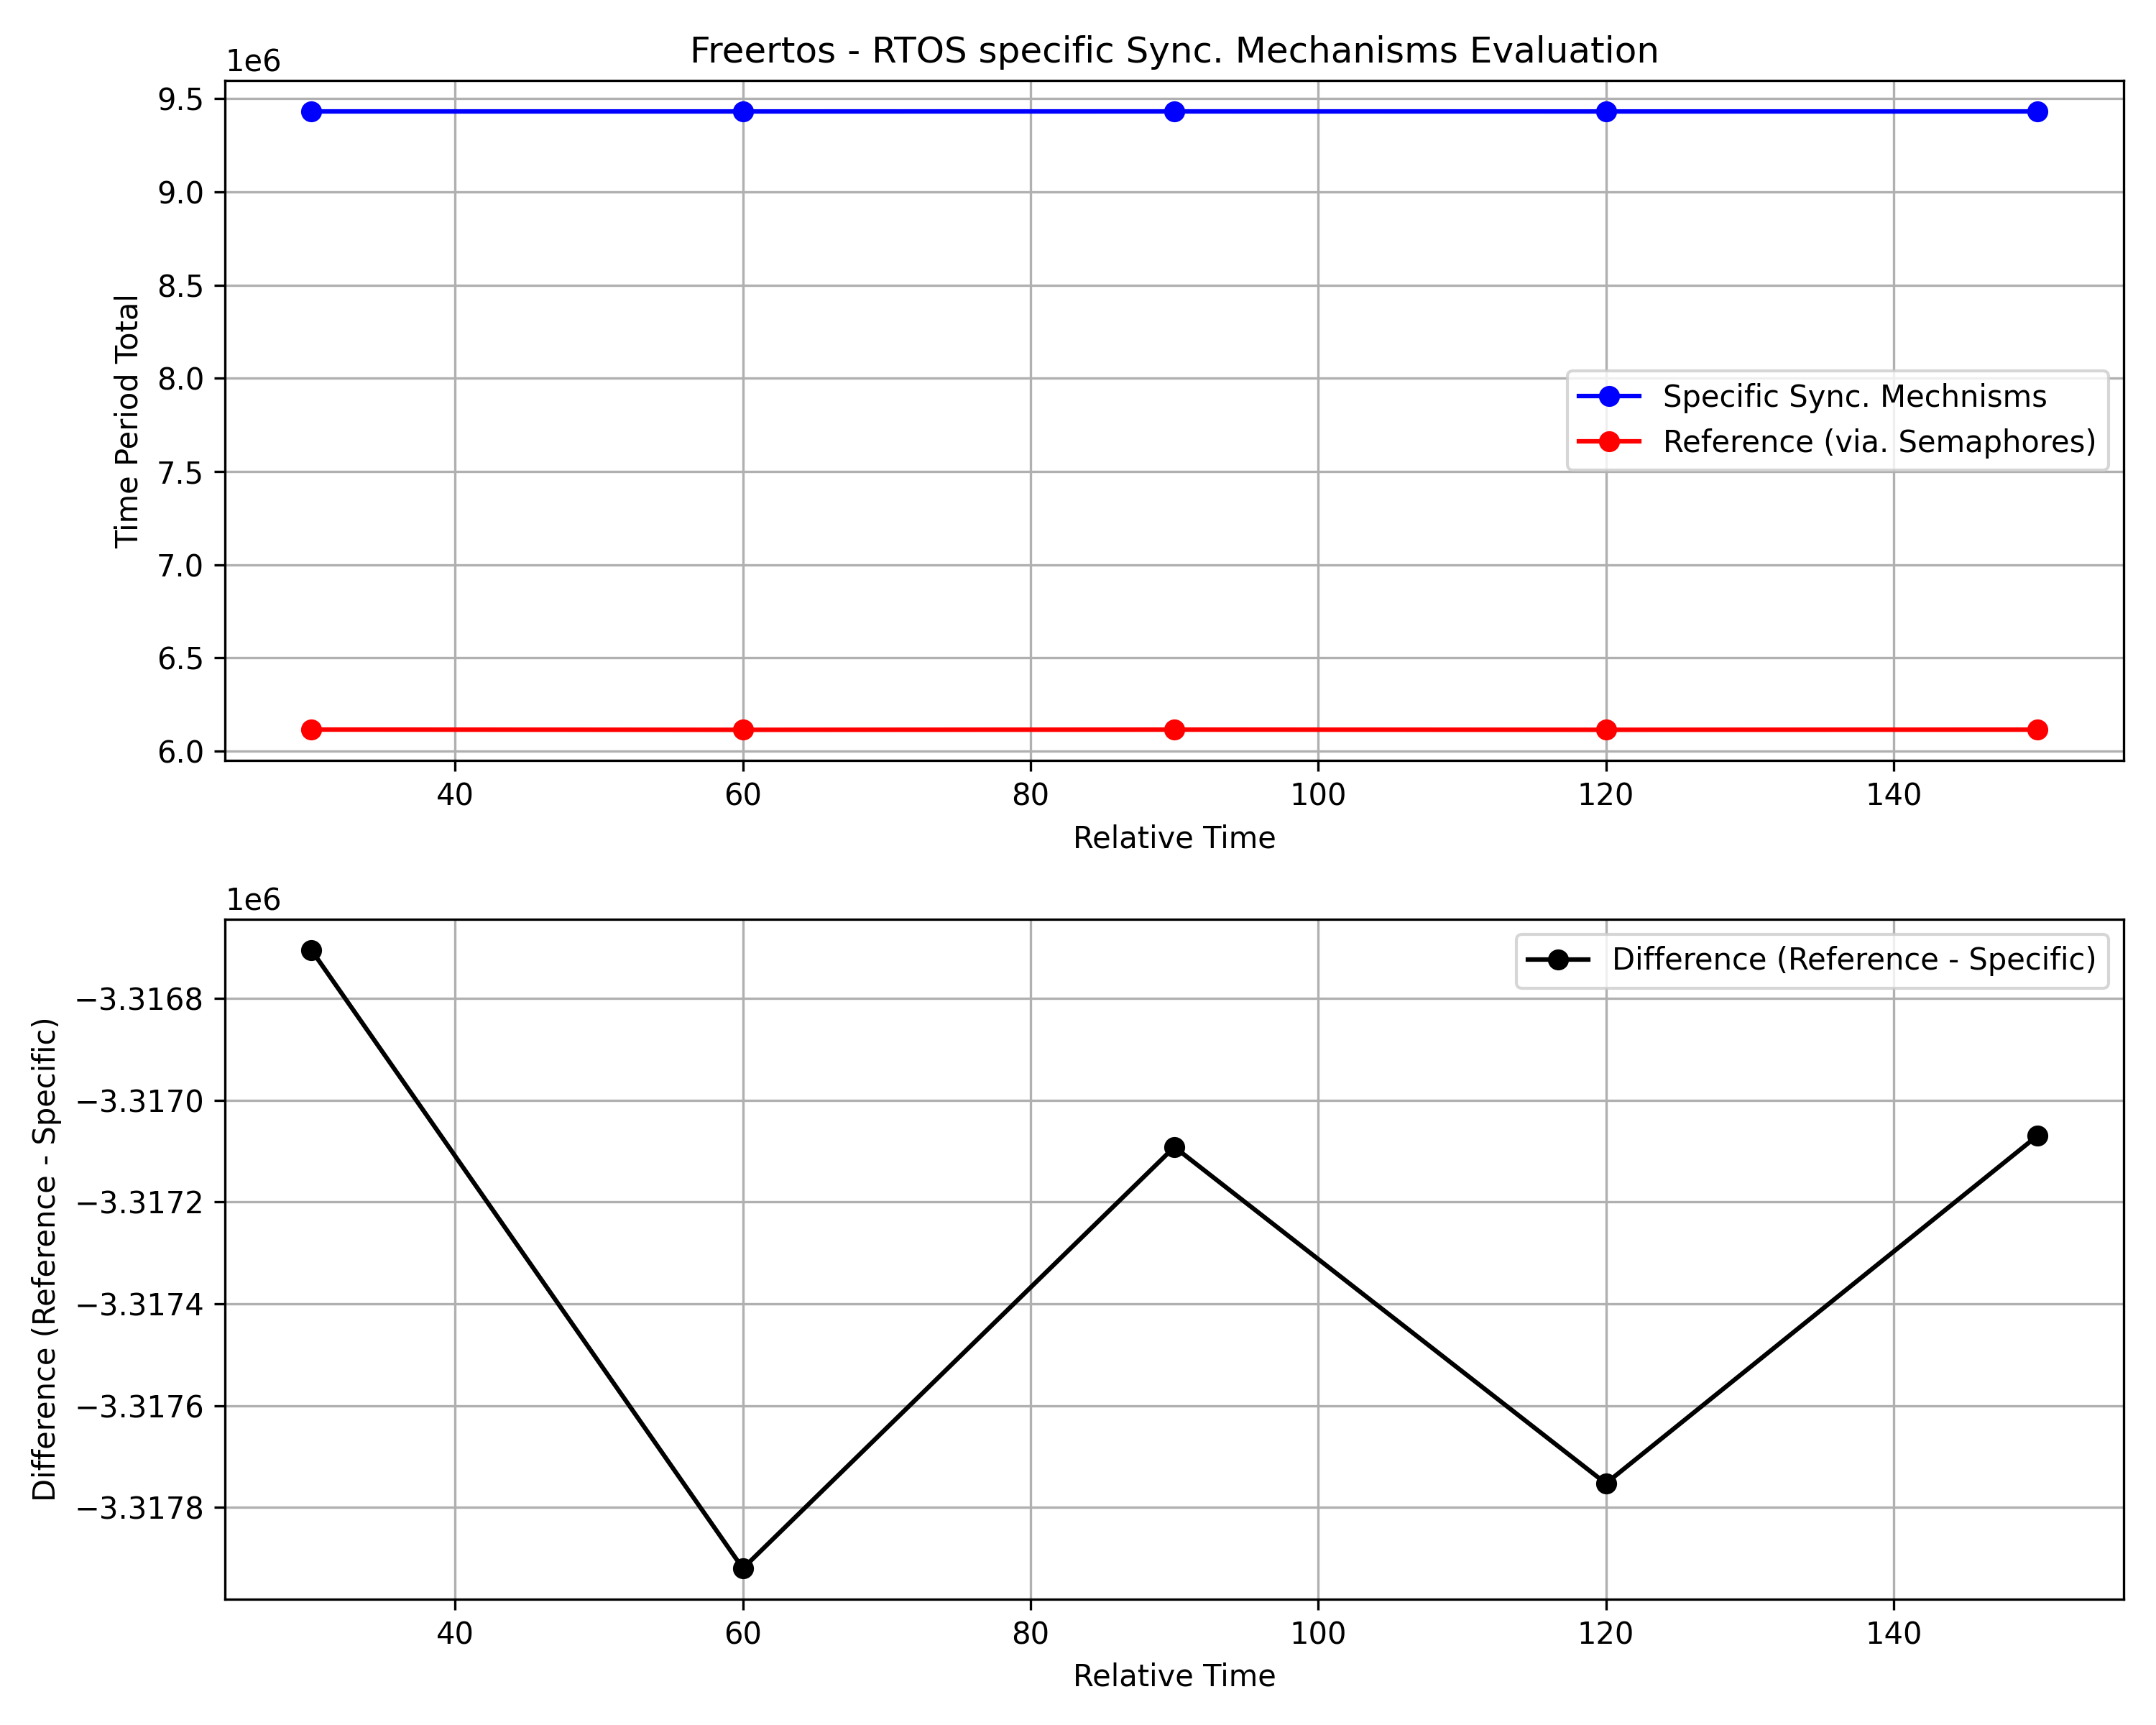 Freertos - RTOS specific Sync. Mechanisms Evaluation
1e6
9.5
9.0
8.5
8.0
7.5
7.0
6.5
6.0
Time Period Total
Specific Sync. Mechnisms
Reference (via. Semaphores)
40 60 80 100 120 140
Relative Time
1e6
−3.3168
−3.3170
−3.3172
−3.3174
−3.3176
−3.3178
Difference (Reference - Specific)
Difference (Reference - Specific)
40 60 80 100 120 140
Relative Time